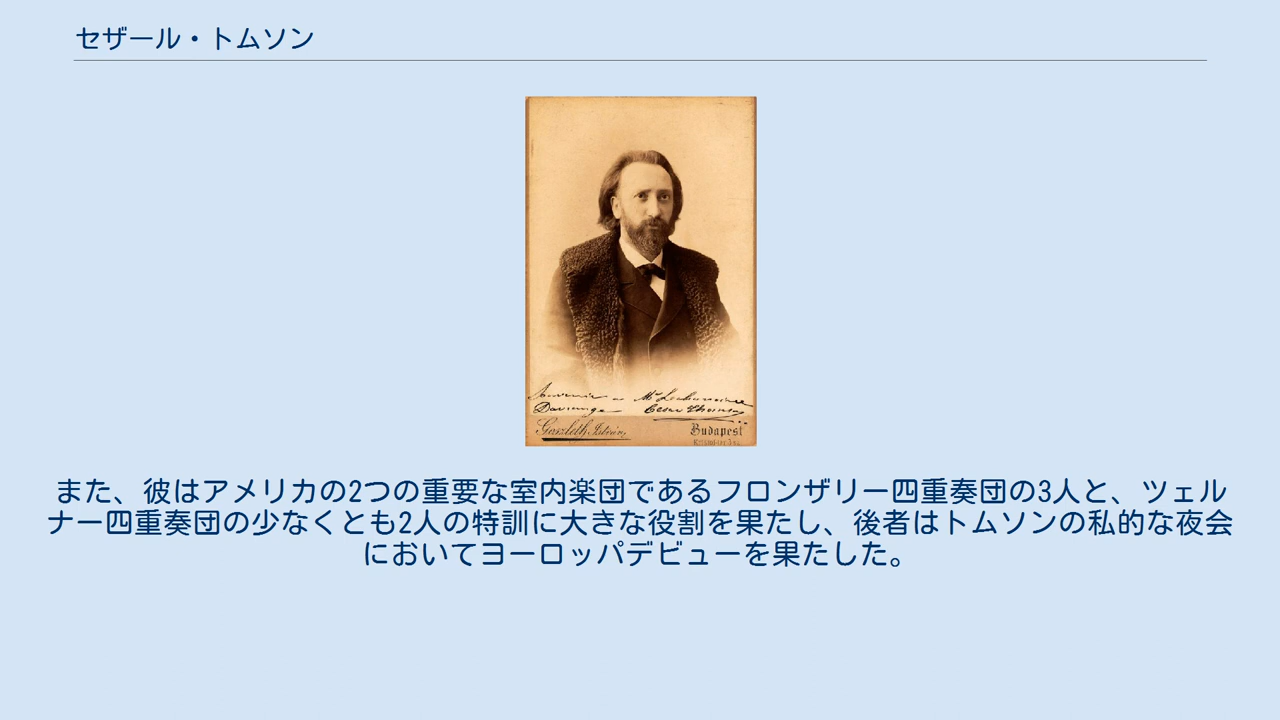 セザール・トムソン
Souvenir a Mr
Cesar Thomson
Budapest
また、彼はアメリカの2つの重要な室内楽団であるフロンザリー四重奏団の3人と、ツェル
ナー四重奏団の少なくとも2人の特訓に大きな役割を果たし、後者はトムソンの私的な夜会
においてヨーロッパデビューを果たした。